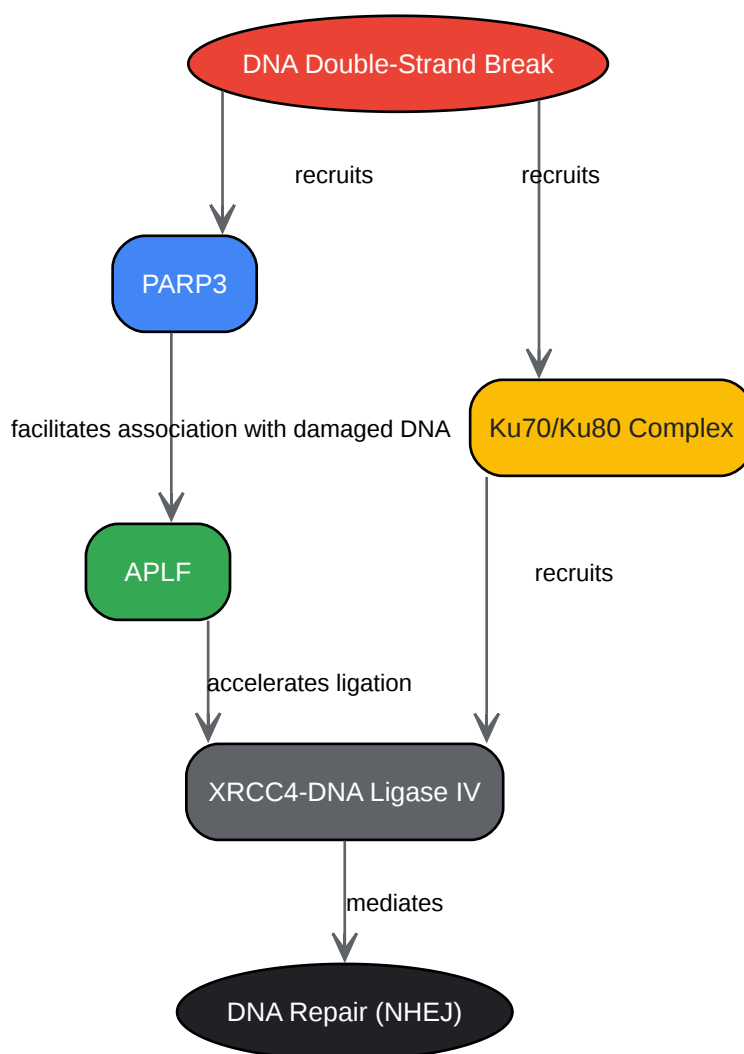 DNA Double-Strand Break
recruits
recruits
PARP3
facilitates association with damaged DNA
Ku70/Ku80 Complex
APLF
recruits
accelerates ligation
XRCC4-DNA Ligase IV
mediates
DNA Repair (NHEJ)